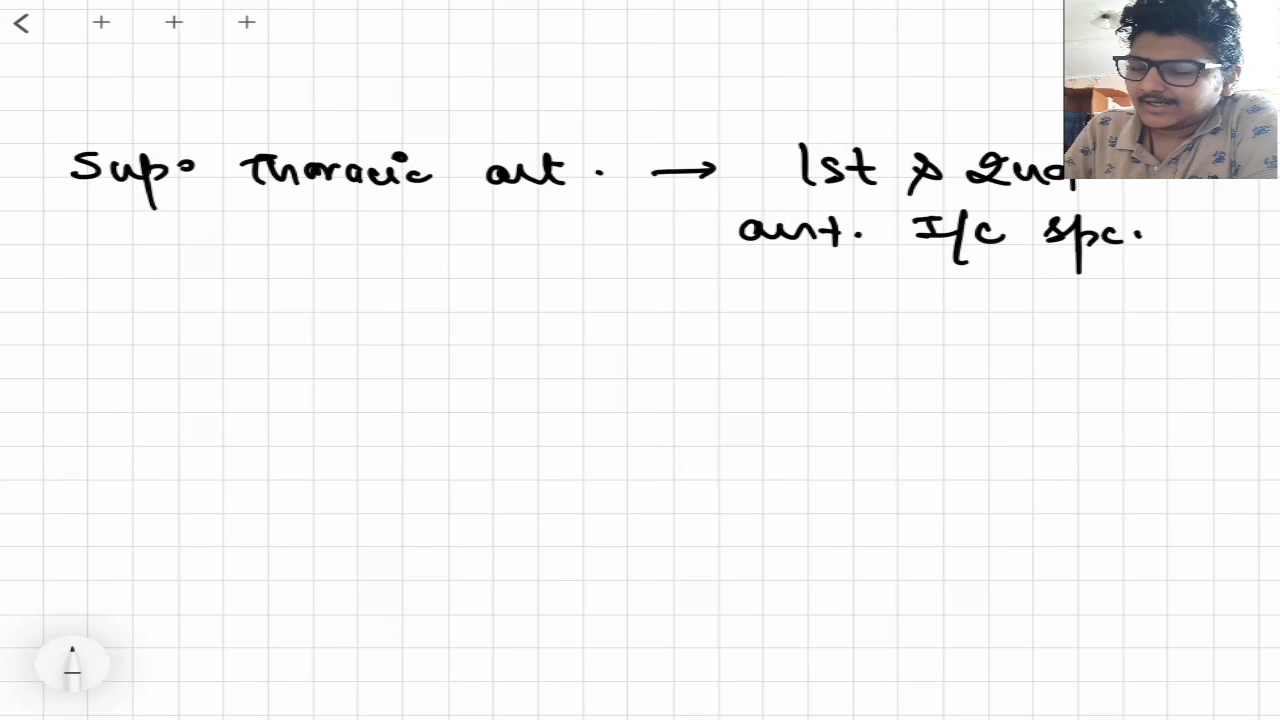 Sup. Thoracic art. → 1st & 2nd
ant. I/c spc.